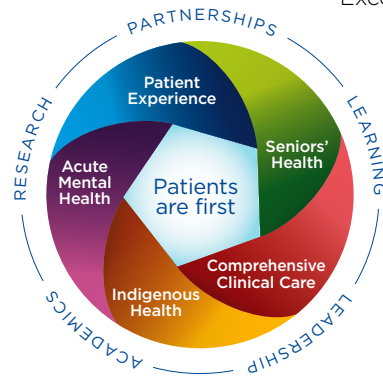 Exce
PARTNERSHIPS
LEARNING
LEADERSHIP
ACADEMICS
RESEARCH
Patient
Experience
Seniors’
Health
Comprehensive
Clinical Care
Indigenous
Health
Acute
Mental
Health
Patients
are first